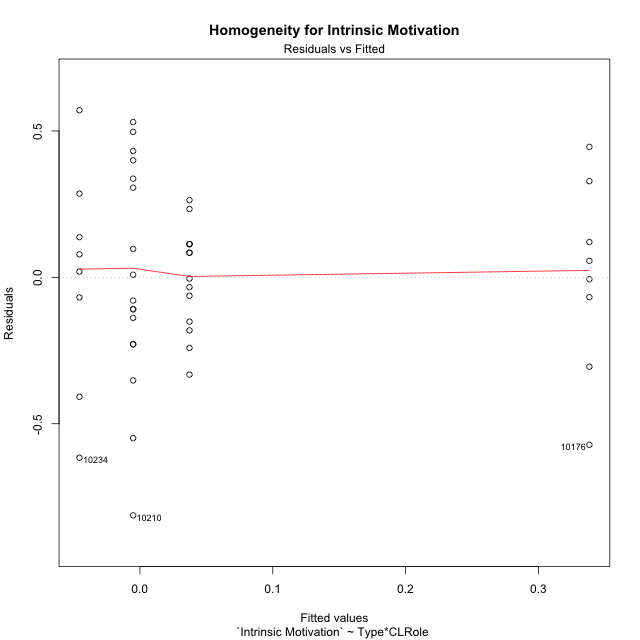 Homogeneity for Intrinsic Motivation
Residuals vs Fitted
0.5
0.0
-0.5
Residuals
10234
10210
10176
0.0 0.1 0.2 0.3
Fitted values
`Intrinsic Motivation` ~ Type*CLRole